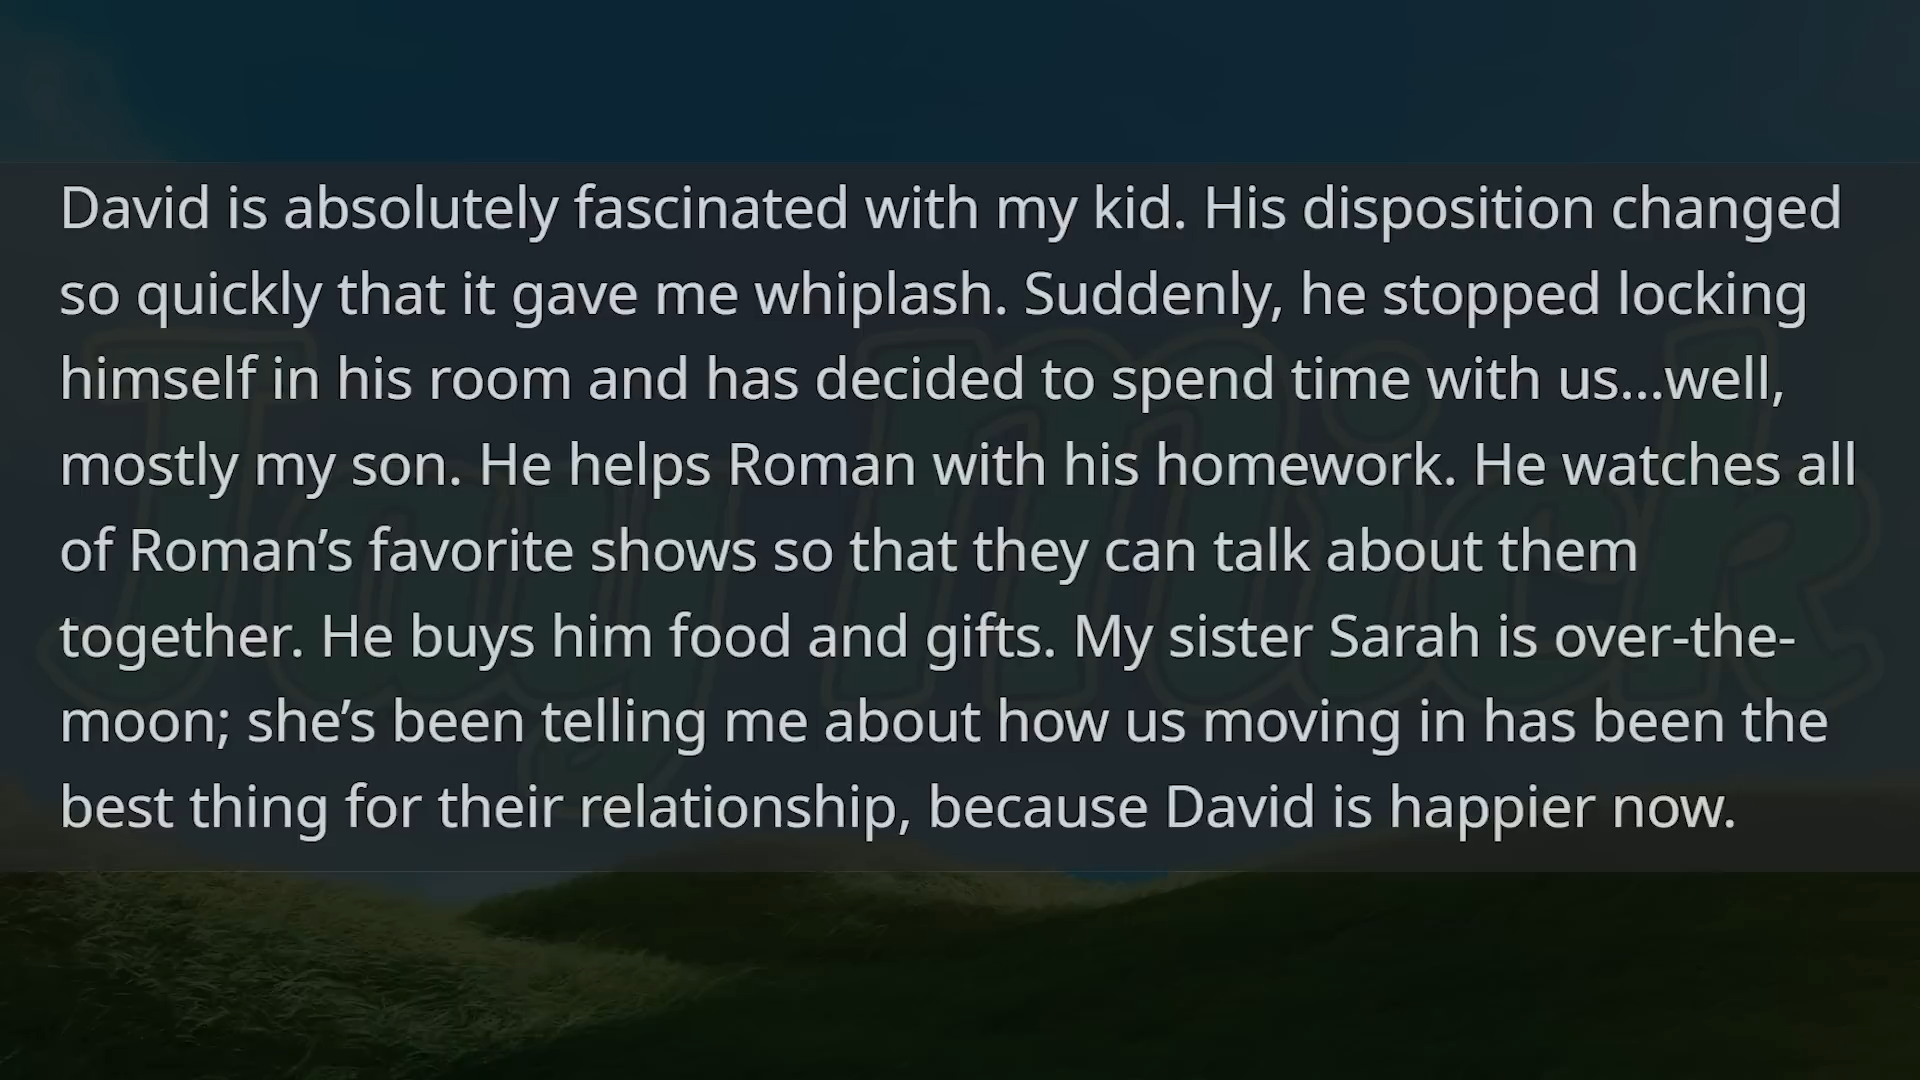 David is absolutely fascinated with my kid. His disposition changed
so quickly that it gave me whiplash. Suddenly, he stopped locking
himself in his room and has decided to spend time with us...well,
mostly my son. He helps Roman with his homework. He watches all
of Roman’s favorite shows so that they can talk about them
together. He buys him food and gifts. My sister Sarah is over-the-
moon; she’s been telling me about how us moving in has been the
best thing for their relationship, because David is happier now.
Jay Mick